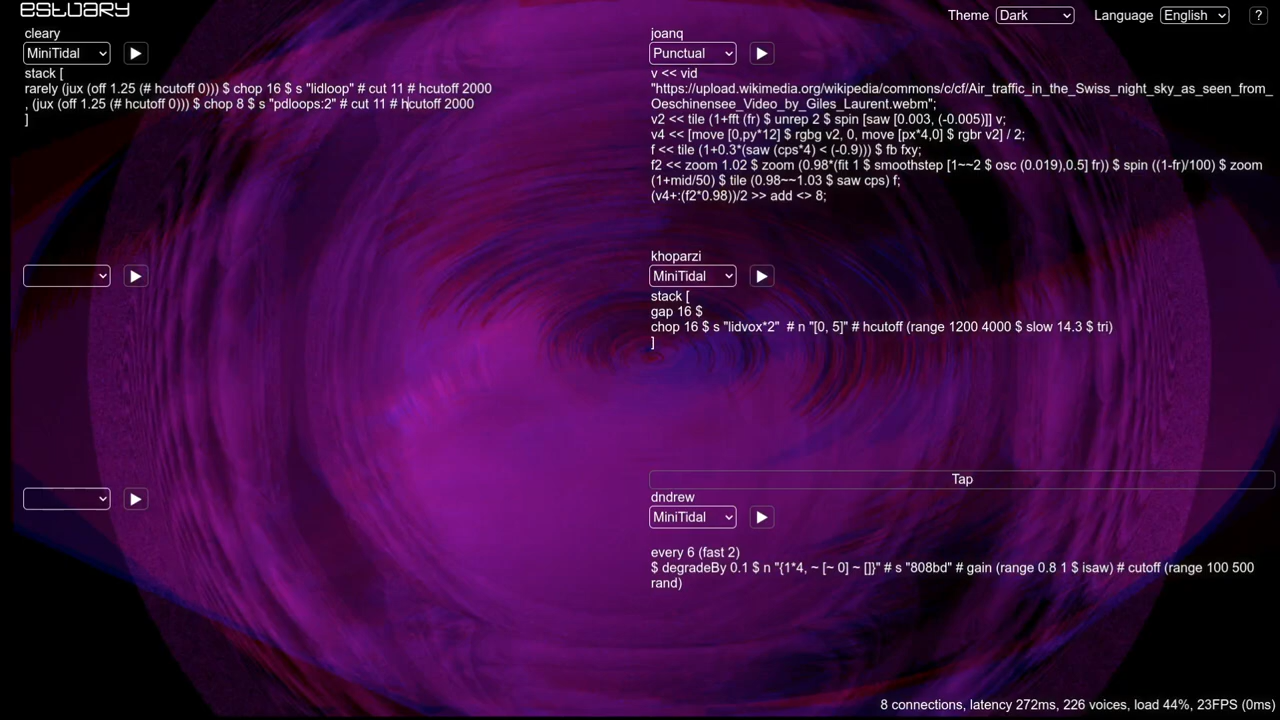 estuary
Theme Dark Language English ?
cleary
MiniTidal
stack [
rarely (jux (off 1.25 (# hcutoff 0))) $ chop 16 $ s "lidloop" # cut 11 # hcutoff 2000
, (jux (off 1.25 (# hcutoff 0))) $ chop 8 $ s "pdloops:2" # cut 11 # hcutoff 2000
]
joanq
Punctual
v << vid
"https://upload.wikimedia.org/wikipedia/commons/c/cf/Air_traffic_in_the_Swiss_night_sky_as_seen_from_
Oeschinensee_Video_by_Giles_Laurent.webm";
v2 << tile (1+fft (fr) $ unrep 2 $ spin [saw [0.003, (-0.005)]] v;
v4 << [move [0,py*12] $ rgbg v2, 0, move [px*4,0] $ rgbr v2] / 2;
f << tile (1+0.3*(saw (cps*4) < (-0.9))) $ fb fxy;
f2 << zoom 1.02 $ zoom (0.98*(fit 1 $ smoothstep [1~~2 $ osc (0.019),0.5] fr)) $ spin ((1-fr)/100) $ zoom
(1+mid/50) $ tile (0.98~~1.03 $ saw cps) f;
(v4+:(f2*0.98))/2 >> add <> 8;
khoparzi
MiniTidal
stack [
gap 16 $
chop 16 $ s "lidvox*2"  # n "[0, 5]" # hcutoff (range 1200 4000 $ slow 14.3 $ tri)
]
Tap
dndrew
MiniTidal
every 6 (fast 2)
$ degradeBy 0.1 $ n "{1*4, ~ [~ 0] ~ []}" # s "808bd" # gain (range 0.8 1 $ isaw) # cutoff (range 100 500
rand)
8 connections, latency 272ms, 226 voices, load 44%, 23FPS (0ms)